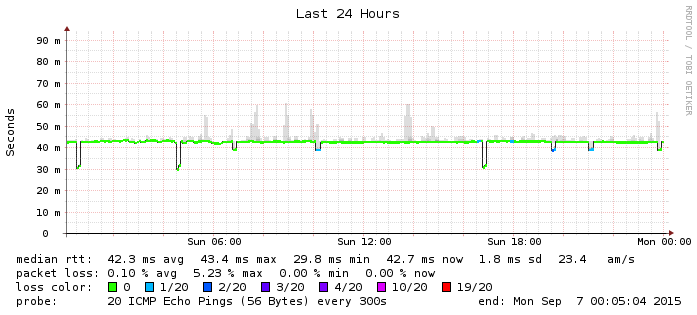 Last 24 Hours
RRDTOOL / TOBI OETIKER
Seconds
90 m
80 m
70 m
60 m
50 m
40 m
30 m
20 m
10 m
0
Sun 06:00 Sun 12:00 Sun 18:00 Mon 00:00
median rtt: 42.3 ms avg 43.4 ms max 29.8 ms min 42.7 ms now 1.8 ms sd 23.4 am/s
packet loss: 0.10 % avg 5.23 % max 0.00 % min 0.00 % now
loss color: 0 1/20 2/20 3/20 4/20 10/20 19/20
probe: 20 ICMP Echo Pings (56 Bytes) every 300s end: Mon Sep 7 00:05:04 2015